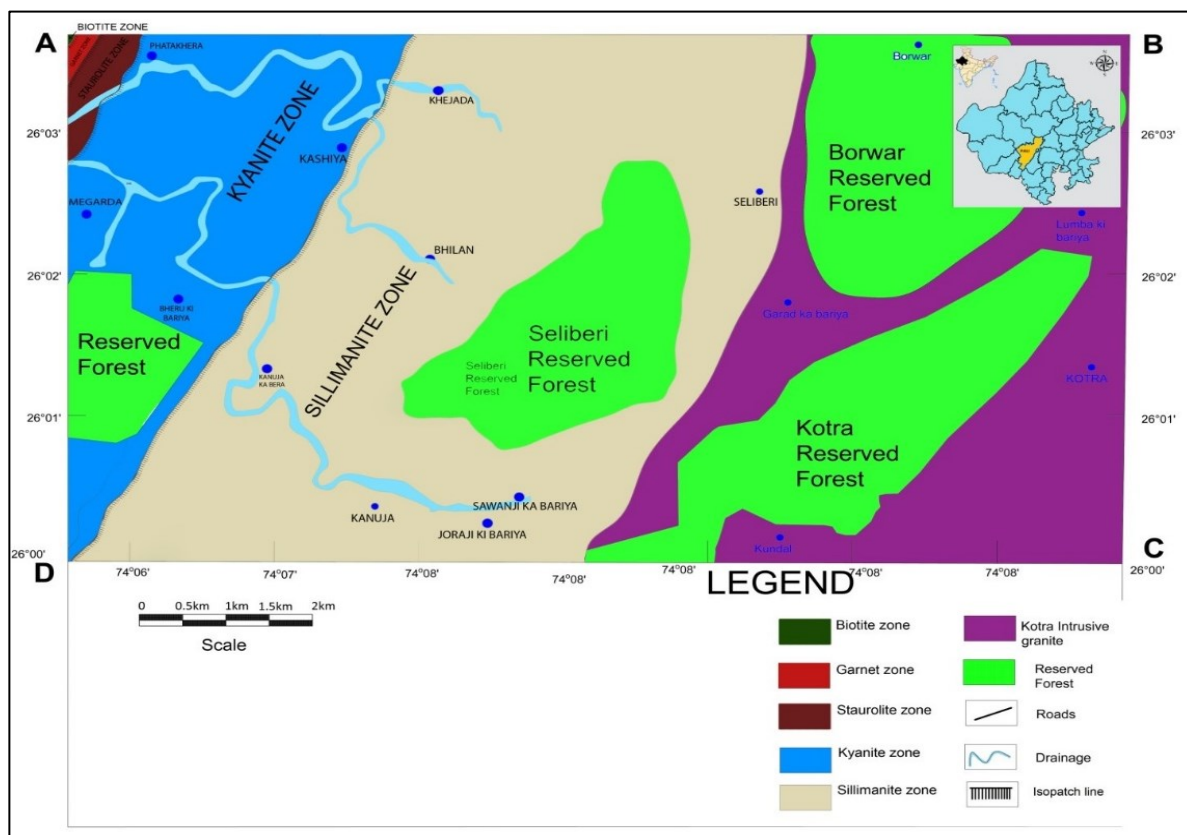 BIOTITE ZONE
A
B
GARNET ZONE
STAUROLITE ZONE
PHATAKHERA
Borwar
KHEJADA
26°03'
26°03'
KYANITE ZONE
KASHIYA
Borwar
Reserved
Forest
SELIBERI
MEGARDA
Lumba ki
bariya
BHILAN
26°02'
26°02'
BHERU KI
BARIYA
Garad ka bariya
Reserved
Forest
SILLIMANITE ZONE
Seliberi
Reserved
Forest
Seliberi
Reserved
Forest
KANUJA
KA BERA
KOTRA
26°01'
26°01'
Kotra
Reserved
Forest
SAWANJI KA BARIYA
KANUJA
JORAJI KI BARIYA
Kundal
26°00'
26°00'
D
C
74°06'
74°07'
74°08'
74°08'
74°08'
74°08'
LEGEND
0 0.5km 1km 1.5km 2km
Scale
Biotite zone
Garnet zone
Staurolite zone
Kyanite zone
Sillimanite zone
Kotra Intrusive
granite
Reserved
Forest
Roads
Drainage
Isopatch line